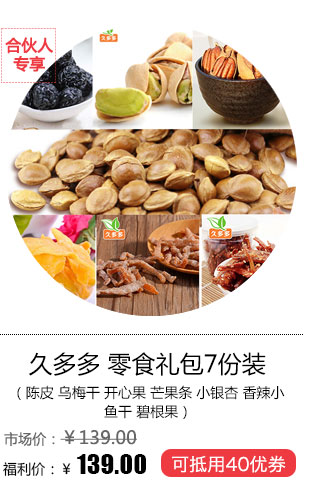 合伙人
专享
久多多
久多多
久多多
久多多 零食礼包7份装
( 陈皮 乌梅干 开心果 芒果条 小银杏 香辣小
鱼干 碧根果 )
市场价：￥139.00
福利价：￥139.00 可抵用40优券